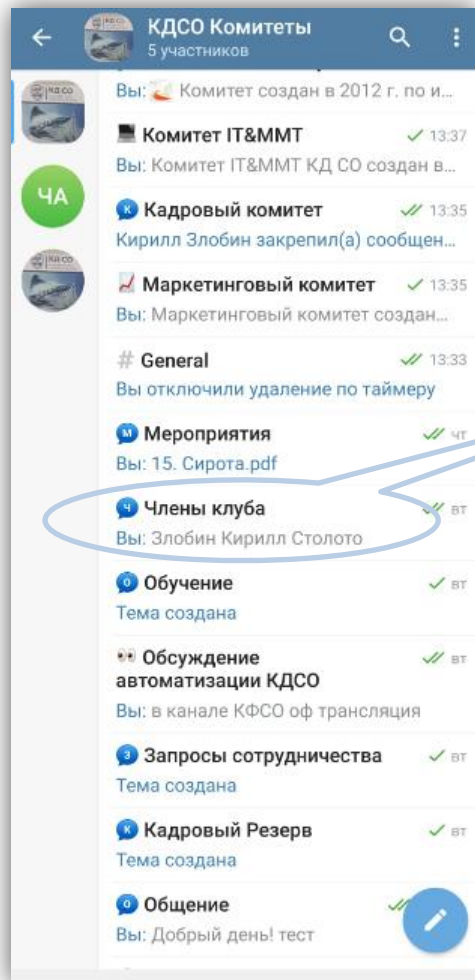 КДСО Комитеты
5 участников
Вы: Комитет создан в 2012 г. по и...
ЧА
Комитет IT&MMT 13:37
Вы: Комитет IT&MMT КД СО создан в...
К Кадровый комитет 13:35
Кирилл Злобин закрепил(а) сообщен...
Маркетинговый комитет 13:35
Вы: Маркетинговый комитет создан...
# General 13:33
Вы отключили удаление по таймеру
М Мероприятия чт
Вы: 15. Сирота.pdf
Ч Члены клуба вт
Вы: Злобин Кирилл Столото
О Обучение вт
Тема создана
Обсуждение вт
автоматизации КДСО
Вы: в канале КФСО оф трансляция
З Запросы сотрудничества вт
Тема создана
К Кадровый Резерв вт
Тема создана
О Общение
Вы: Добрый день! тест